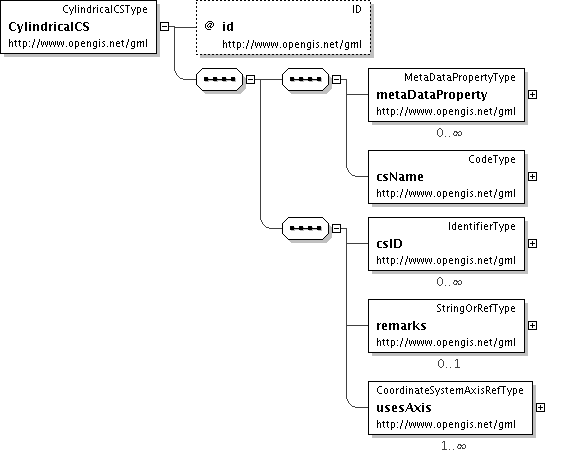 CylindricalCSType
CylindricalCS
http://www.opengis.net/gml
ID
@ id
http://www.opengis.net/gml
MetaDataPropertyType
metaDataProperty
http://www.opengis.net/gml
0..∞
CodeType
csName
http://www.opengis.net/gml
IdentifierType
csID
http://www.opengis.net/gml
0..∞
StringOrRefType
remarks
http://www.opengis.net/gml
0..1
CoordinateSystemAxisRefType
usesAxis
http://www.opengis.net/gml
1..∞